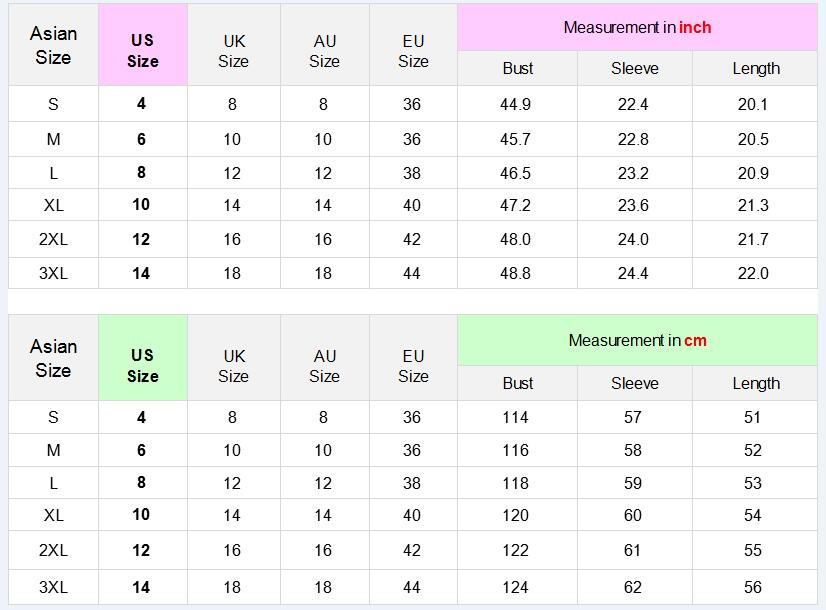 Asian Size US Size UK Size AU Size EU Size Measurement in inch
Bust Sleeve Length
S 4 8 8 36 44.9 22.4 20.1
M 6 10 10 36 45.7 22.8 20.5
L 8 12 12 38 46.5 23.2 20.9
XL 10 14 14 40 47.2 23.6 21.3
2XL 12 16 16 42 48.0 24.0 21.7
3XL 14 18 18 44 48.8 24.4 22.0
Asian Size US Size UK Size AU Size EU Size Measurement in cm
Bust Sleeve Length
S 4 8 8 36 114 57 51
M 6 10 10 36 116 58 52
L 8 12 12 38 118 59 53
XL 10 14 14 40 120 60 54
2XL 12 16 16 42 122 61 55
3XL 14 18 18 44 124 62 56